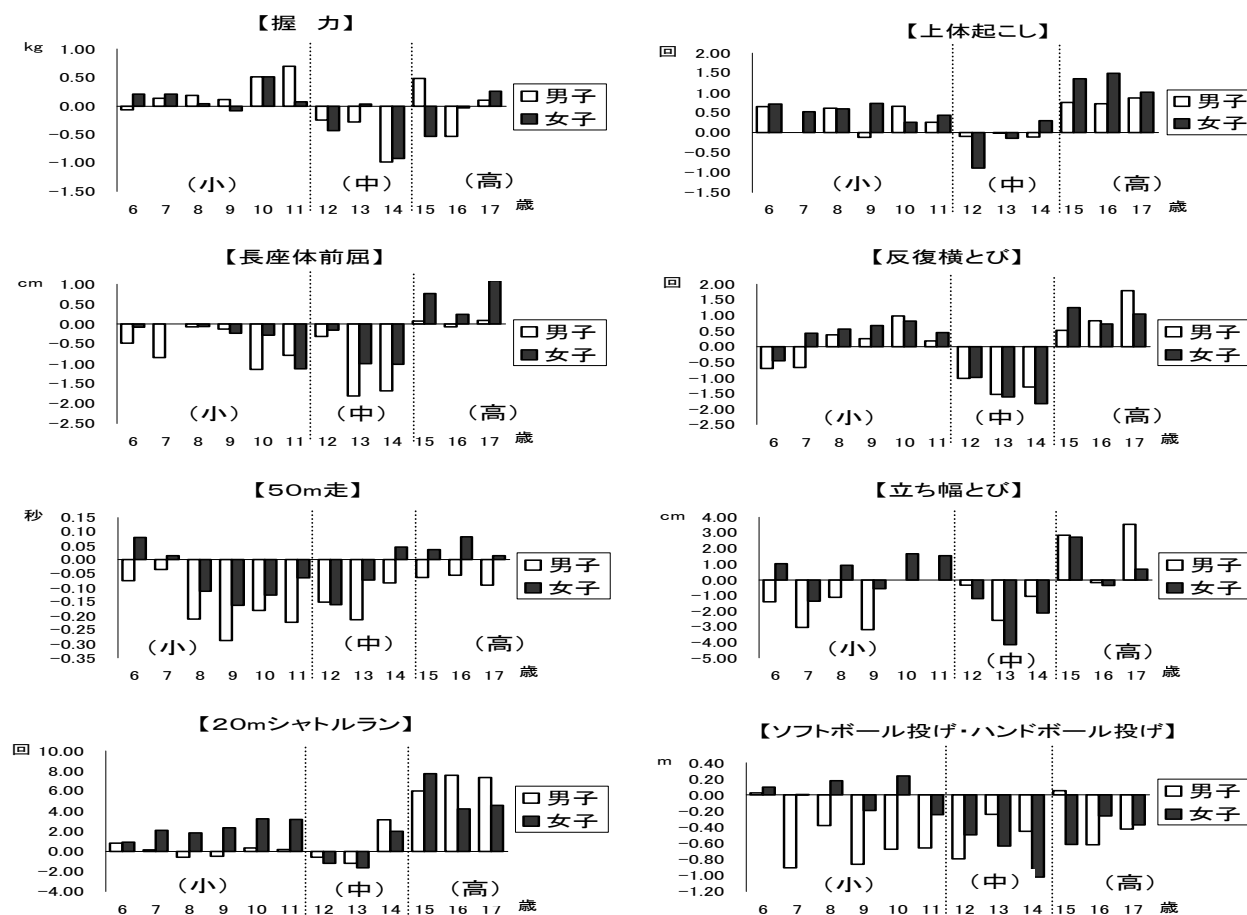 【握　力】
kg
1.00
0.50
0.00
−0.50
−1.00
−1.50
（小）
（中）
（高）
6 7 8 9 10 11 12 13 14 15 16 17 歳
男子
女子
【上体起こし】
回
2.00
1.50
1.00
0.50
0.00
−0.50
−1.00
−1.50
（小）
（中）
（高）
6 7 8 9 10 11 12 13 14 15 16 17 歳
男子
女子
【長座体前屈】
cm
1.00
0.50
0.00
−0.50
−1.00
−1.50
−2.00
−2.50
（小）
（中）
（高）
6 7 8 9 10 11 12 13 14 15 16 17 歳
男子
女子
【反復横とび】
回
2.00
1.50
1.00
0.50
0.00
−0.50
−1.00
−1.50
−2.00
−2.50
（小）
（中）
（高）
6 7 8 9 10 11 12 13 14 15 16 17 歳
男子
女子
【50m走】
秒
0.15
0.10
0.05
0.00
−0.05
−0.10
−0.15
−0.20
−0.25
−0.30
−0.35
（小）
（中）
（高）
6 7 8 9 10 11 12 13 14 15 16 17 歳
男子
女子
【立ち幅とび】
cm
4.00
3.00
2.00
1.00
0.00
−1.00
−2.00
−3.00
−4.00
−5.00
（小）
（中）
（高）
6 7 8 9 10 11 12 13 14 15 16 17 歳
男子
女子
【20mシャトルラン】
回
10.00
8.00
6.00
4.00
2.00
0.00
−2.00
−4.00
（小）
（中）
（高）
6 7 8 9 10 11 12 13 14 15 16 17 歳
男子
女子
【ソフトボール投げ・ハンドボール投げ】
m
0.40
0.20
0.00
−0.20
−0.40
−0.60
−0.80
−1.00
−1.20
（小）
（中）
（高）
6 7 8 9 10 11 12 13 14 15 16 17 歳
男子
女子